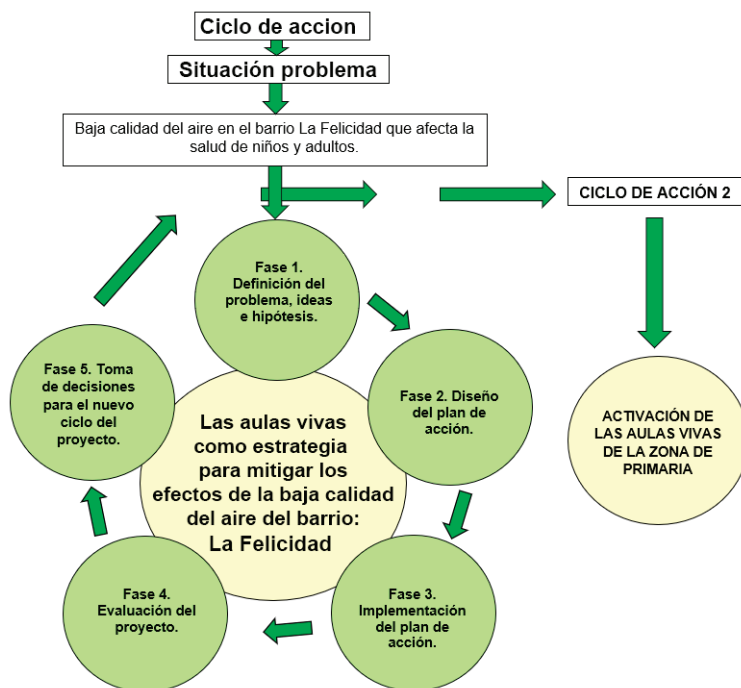 Ciclo de accion
Situación problema
Baja calidad del aire en el barrio La Felicidad que afecta la
salud de niños y adultos.
CICLO DE ACCIÓN 2
Fase 1.
Definición del
problema, ideas
e hipótesis.
Fase 2. Diseño
del plan de
acción.
Fase 3.
Implementación
del plan de
acción.
Fase 4.
Evaluación del
proyecto.
Fase 5. Toma
de decisiones
para el nuevo
ciclo del
proyecto.
Las aulas vivas
como estrategia
para mitigar los
efectos de la baja calidad
del aire del barrio:
La Felicidad
ACTIVACIÓN DE
LAS AULAS VIVAS
DE LA ZONA DE
PRIMARIA